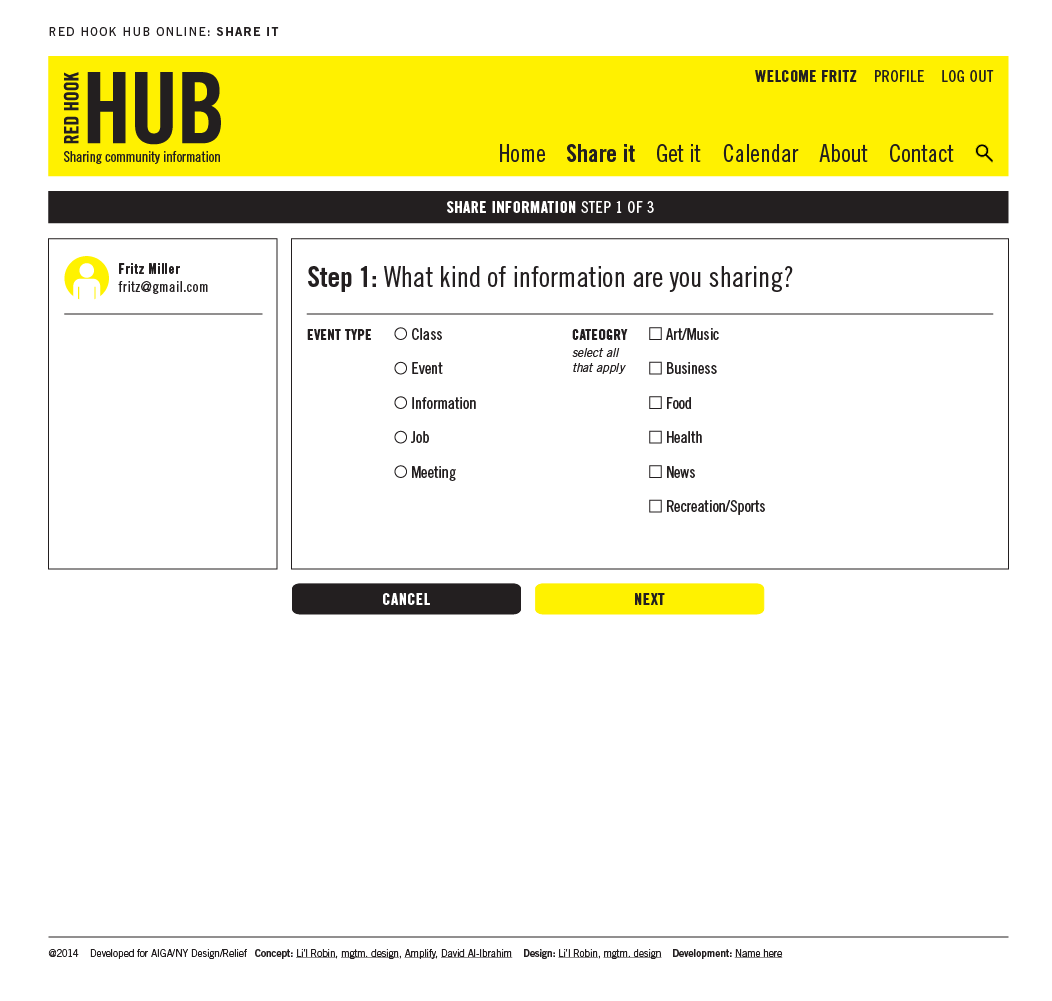 RED HOOK HUB ONLINE: SHARE IT
WELCOME FRITZ PROFILE LOG OUT
RED HOOK
HUB
Sharing community information
Home Share it Get it Calendar About Contact
SHARE INFORMATION STEP 1 OF 3
Fritz Miller
fritz@gmail.com
Step 1: What kind of information are you sharing?
EVENT TYPE
Class
Event
Information
Job
Meeting
CATEOGRY
select all
that apply
Art/Music
Business
Food
Health
News
Recreation/Sports
CANCEL
NEXT
@2014 Developed for AIGA/NY Design/Relief Concept: Li'l Robin, mgtm. design, Amplify, David Al-Ibrahim Design: Li'l Robin, mgtm. design Development: Name here